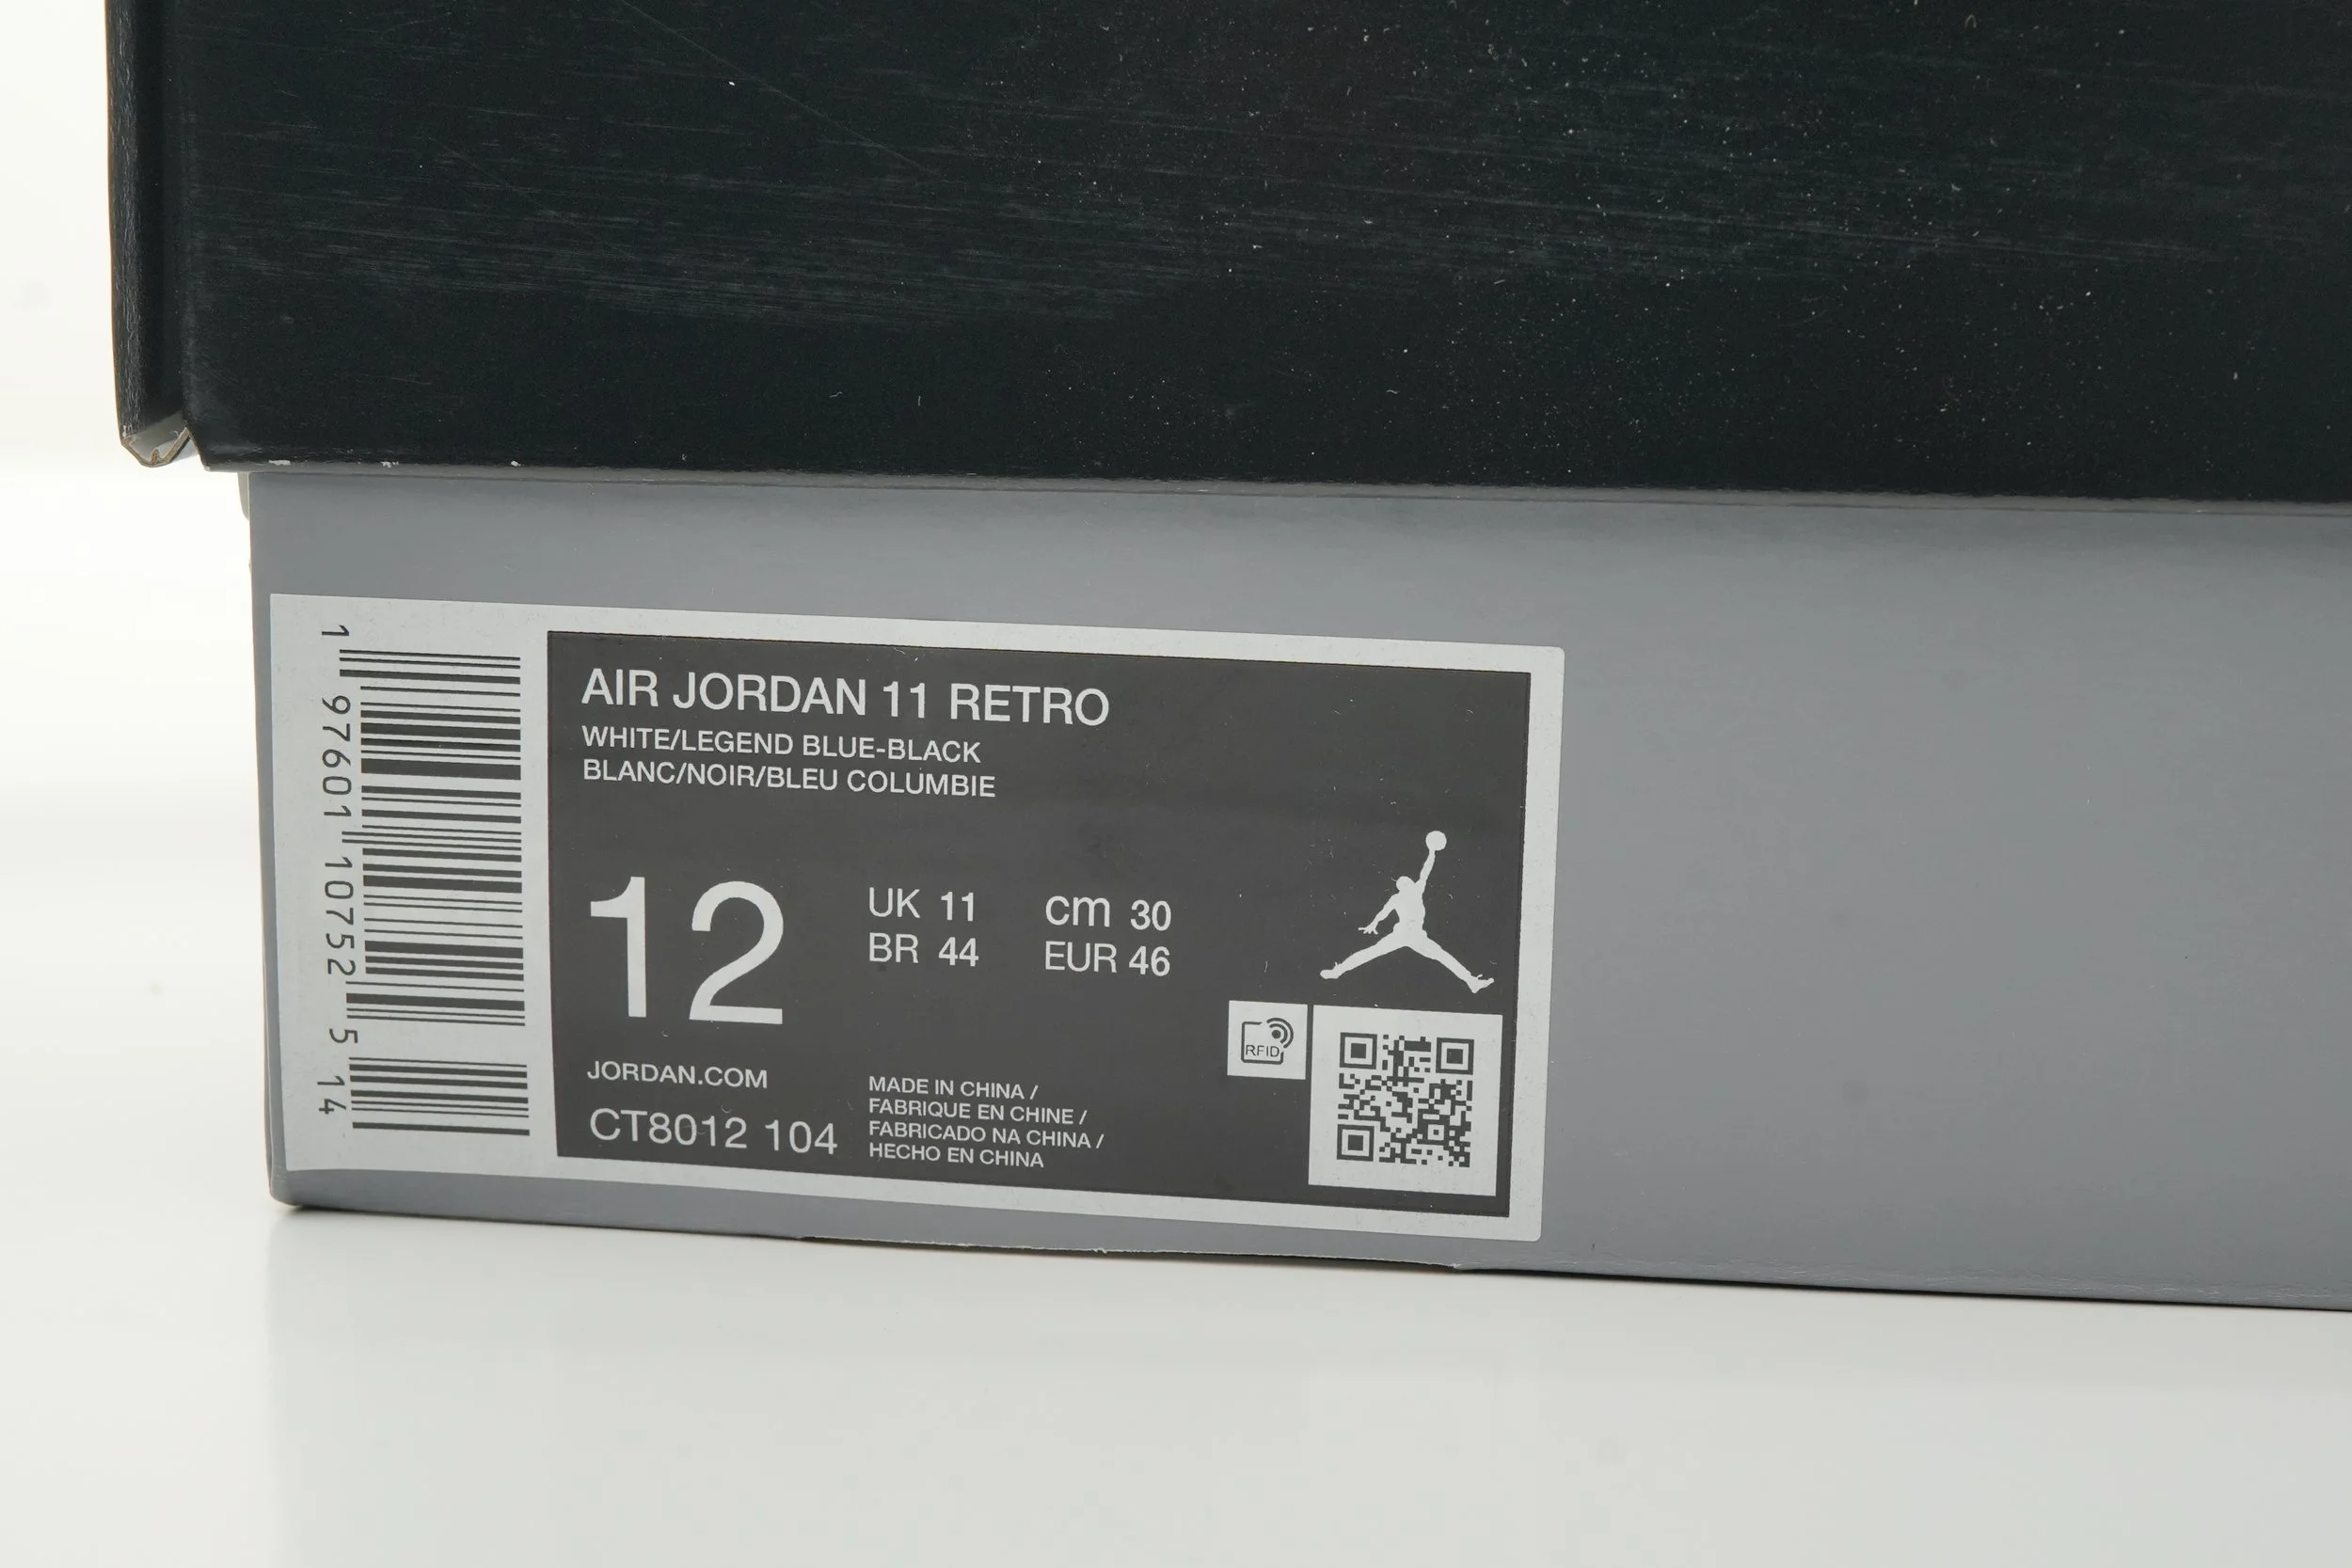 1 97601 10752 5 14
AIR JORDAN 11 RETRO
WHITE/LEGEND BLUE-BLACK
BLANC/NOIR/BLEU COLUMBIE
12
UK 11 cm 30
BR 44 EUR 46
RFID
JORDAN.COM
CT8012 104
MADE IN CHINA /
FABRIQUE EN CHINE /
FABRICADO NA CHINA /
HECHO EN CHINA